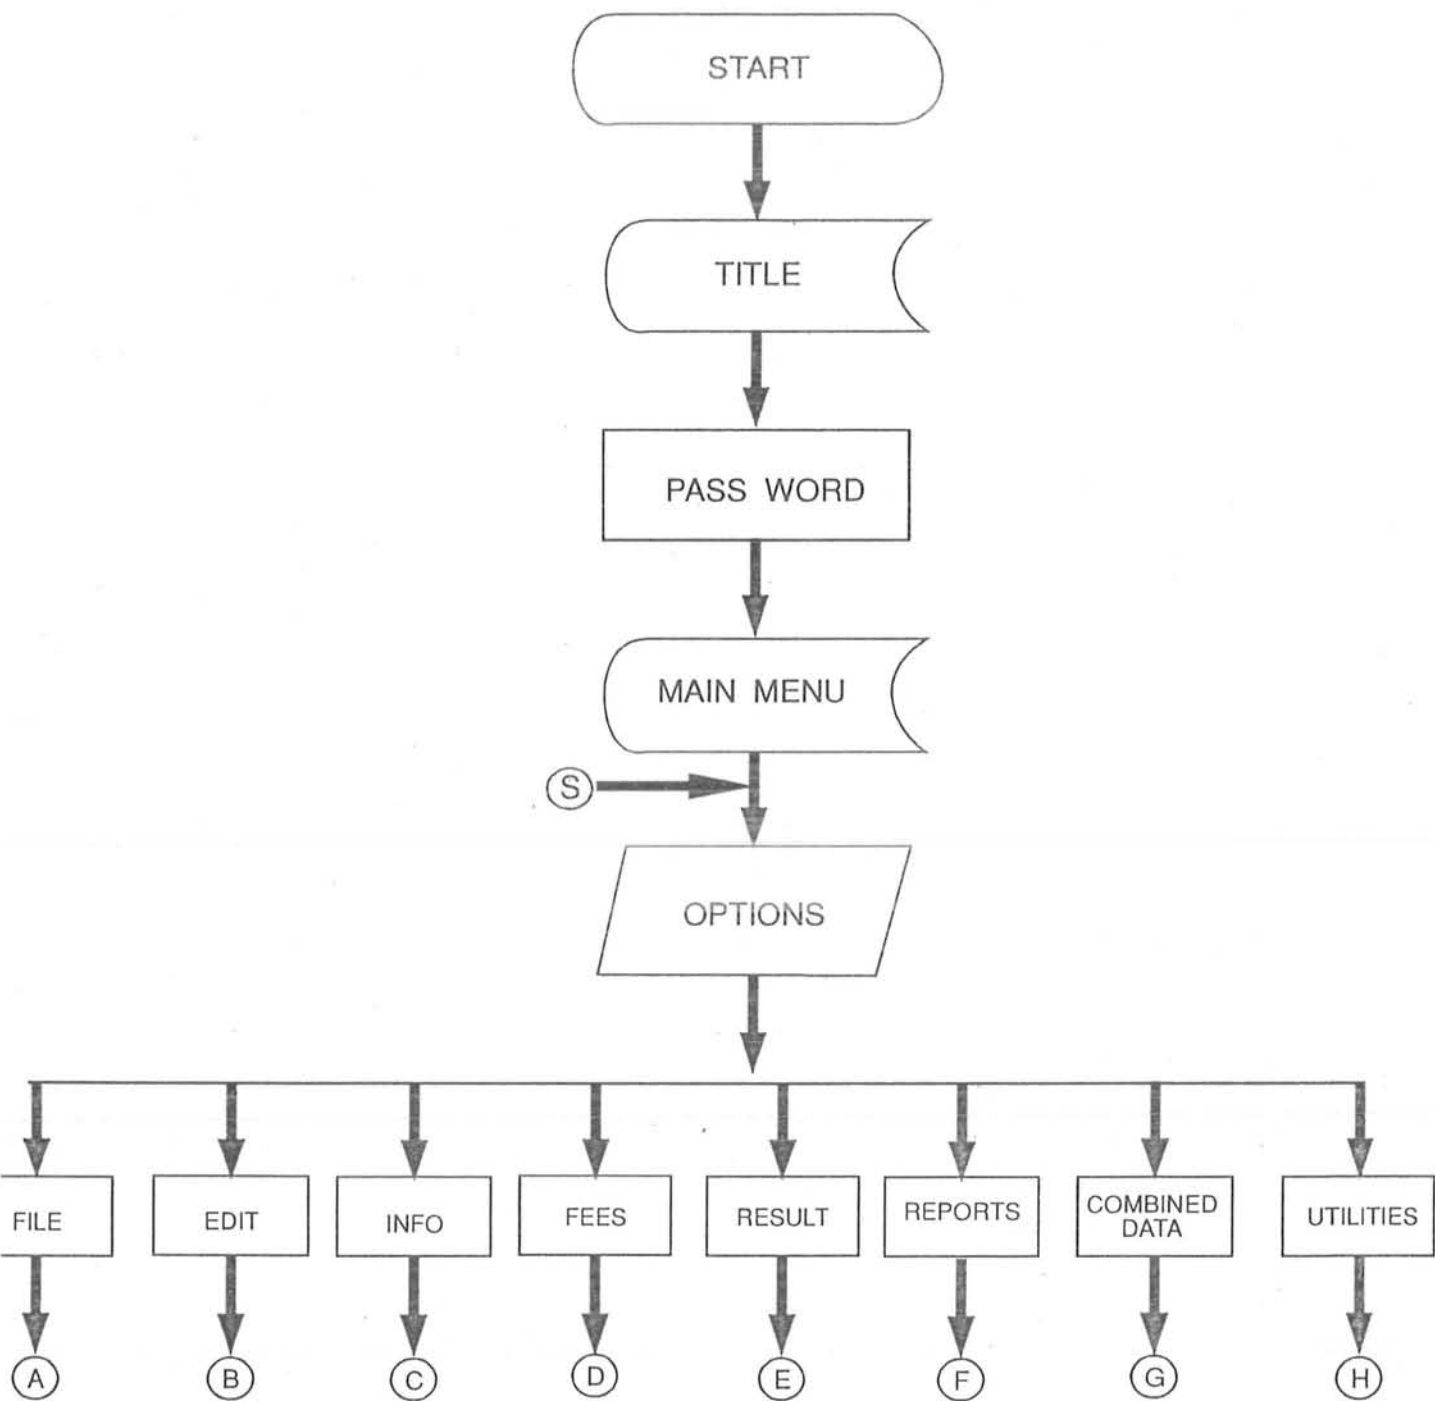 START
TITLE
PASS WORD
MAIN MENU
S
OPTIONS
FILE
EDIT
INFO
FEES
RESULT
REPORTS
COMBINED
DATA
UTILITIES
A
B
C
D
E
F
G
H